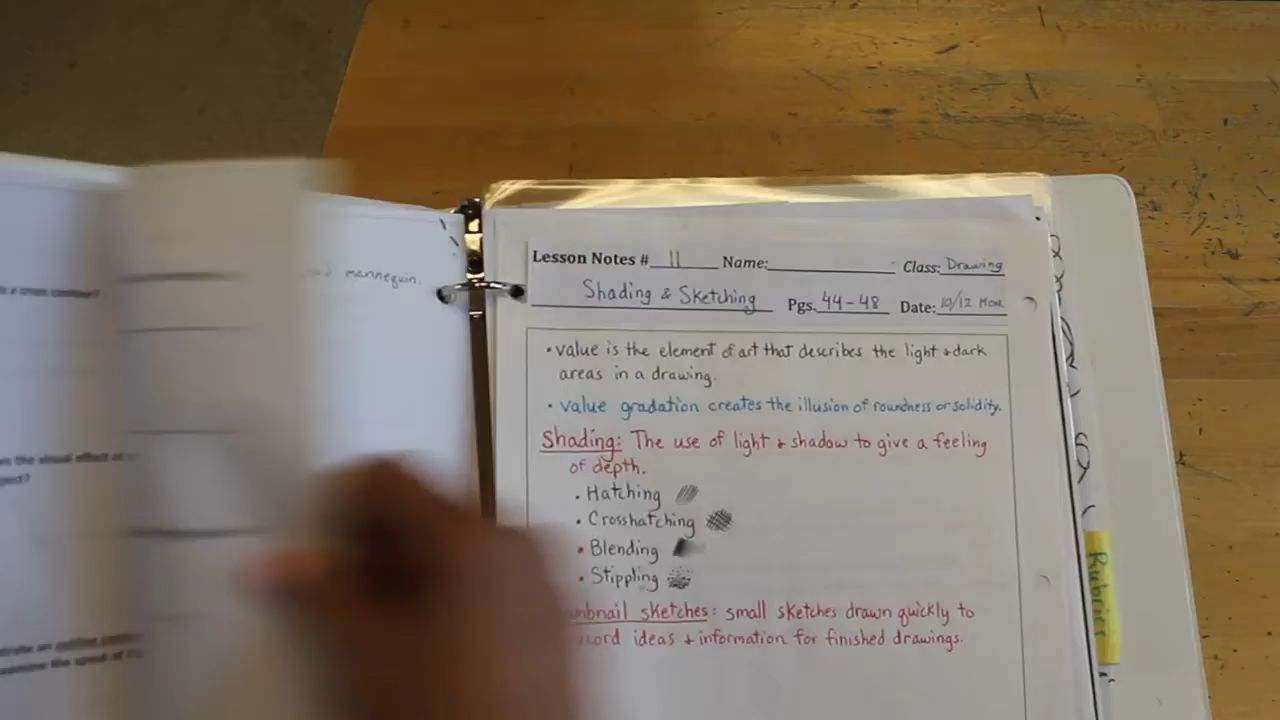 mannequin.
Lesson Notes # 11 Name: Class: Drawing
Shading & Sketching Pgs. 44-48 Date: 10/12 Mon
• value is the element of art that describes the light + dark
areas in a drawing.
• value gradation creates the illusion of roundness or solidity.
Shading: The use of light + shadow to give a feeling
of depth.
• Hatching
• Crosshatching
• Blending
• Stippling
sketches: small sketches drawn quickly to
ideas + information for finished drawings.
Rubrics